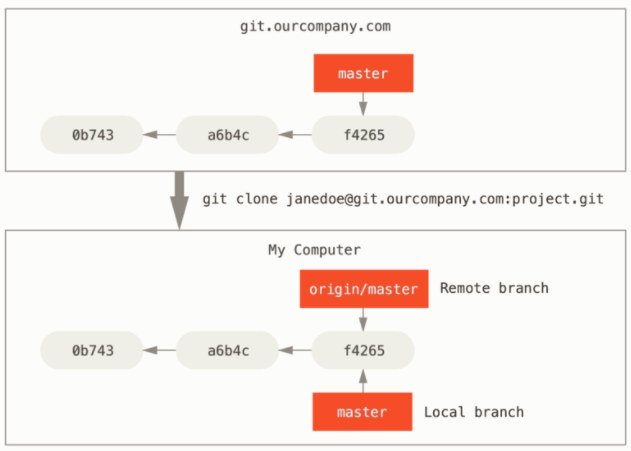 git.ourcompany.com
master
0b743 a6b4c f4265
git clone janedoe@git.ourcompany.com:project.git
My Computer
origin/master Remote branch
0b743 a6b4c f4265
master Local branch